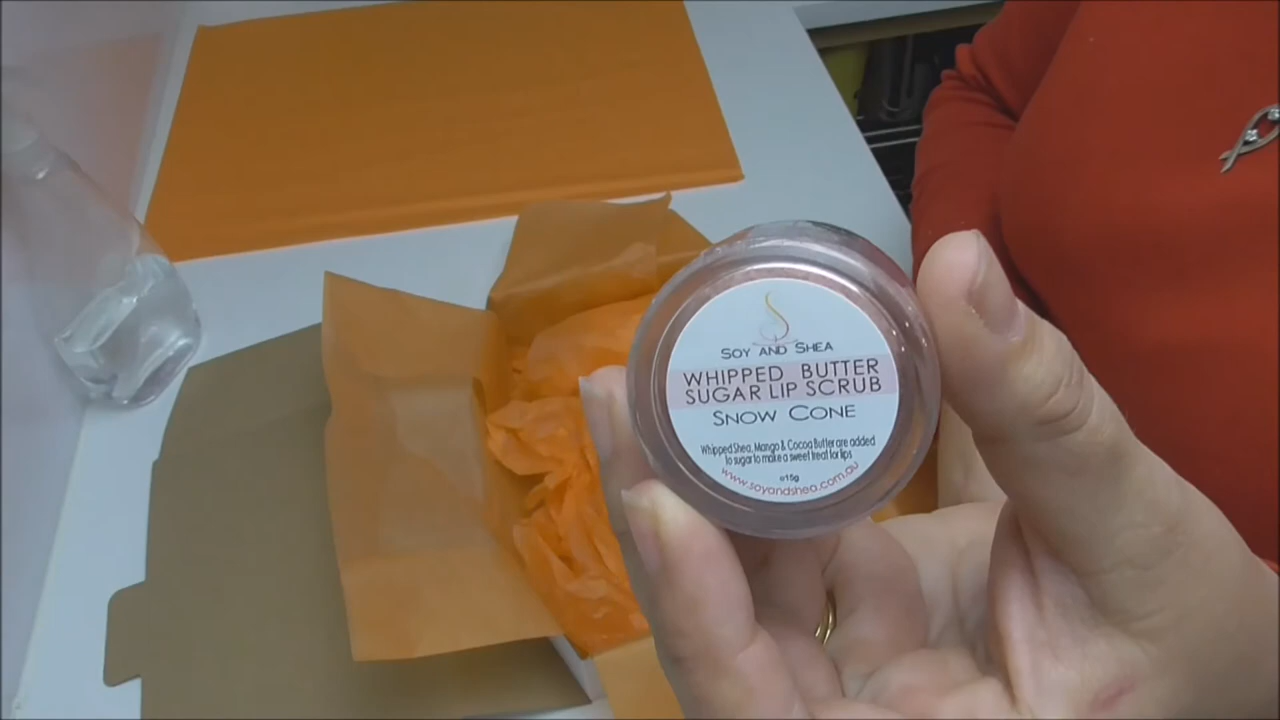 SOY AND SHEA
WHIPPED BUTTER
SUGAR LIP SCRUB
SNOW CONE
Whipped Shea, Mango & Cocoa Butter are added
to sugar to make a sweet treat for lips
e15g
www.soyandshea.com.au